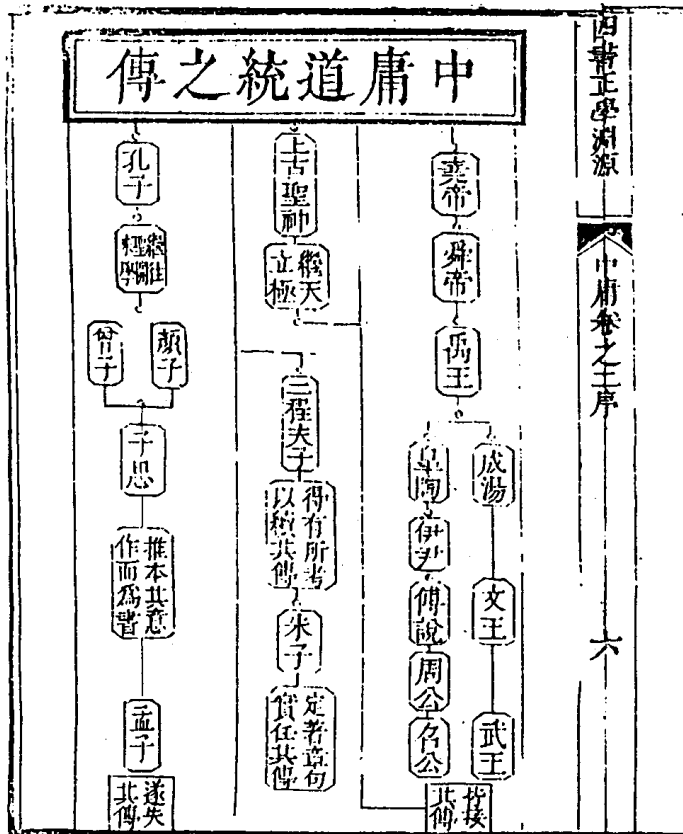 四書正學淵源
中庸卷之二序
六
中庸道統之傳
堯帝
舜帝
禹王
成湯
文王
武王
皐陶
伊尹
傅說
周公
召公
皆接
其傳
上古聖神
繼天
立極
二程夫子
得有所考
以續其傳
朱子
定著章句
實任其傳
孔子
繼往
開
學
顏子
曾子
子思
推本其意
作而爲書
孟子
遂失
其傳